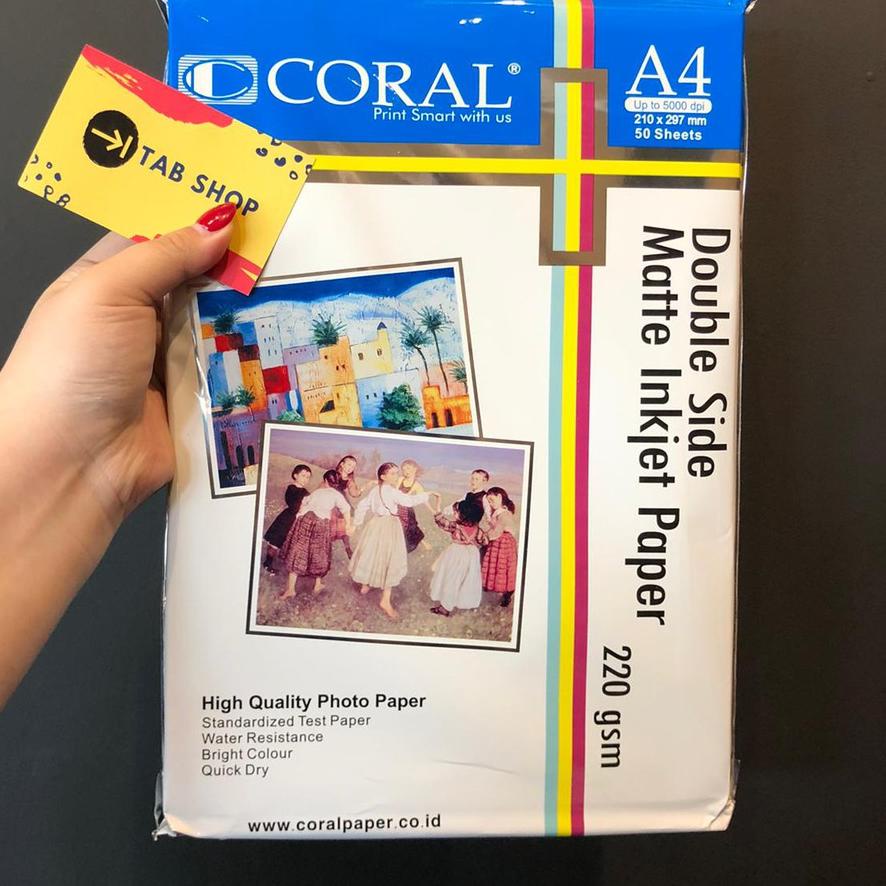 CORAL®
Print Smart with us
A4
Up to 5000 dpi
210 x 297 mm
50 Sheets
TAB SHOP
Double Side
Matte Inkjet Paper
220 gsm
High Quality Photo Paper
Standardized Test Paper
Water Resistance
Bright Colour
Quick Dry
www.coralpaper.co.id